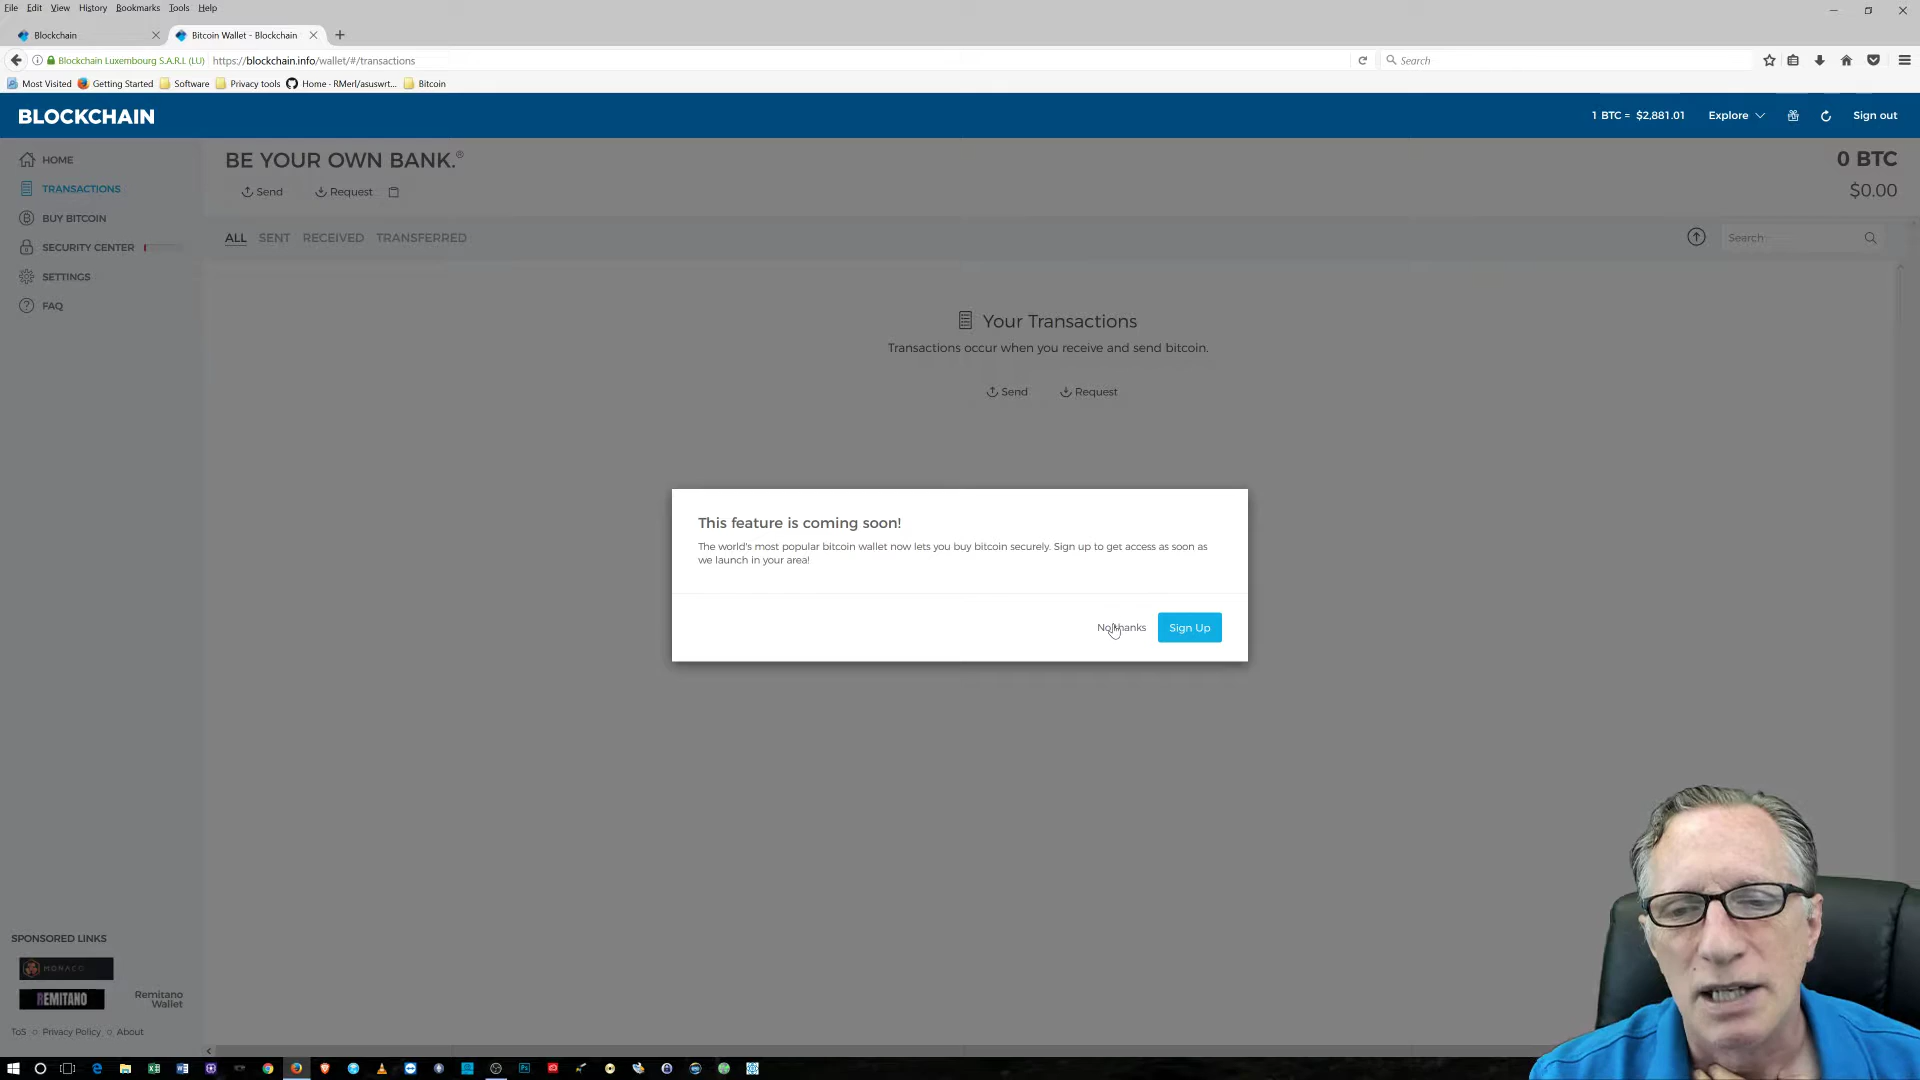 File Edit View History Bookmarks Tools Help
Blockchain
Bitcoin Wallet - Blockchain
Blockchain Luxembourg S.A.R.L (LU) https://blockchain.info/wallet/#/transactions
Search
Most Visited Getting Started Software Privacy tools Home - RMerl/asuswrt... Bitcoin
BLOCKCHAIN
1 BTC = $2,881.01 Explore Sign out
HOME
TRANSACTIONS
BUY BITCOIN
SECURITY CENTER
SETTINGS
FAQ
BE YOUR OWN BANK.®
Send Request
0 BTC
$0.00
ALL SENT RECEIVED TRANSFERRED
Search
Your Transactions
Transactions occur when you receive and send bitcoin.
Send Request
This feature is coming soon!
The world's most popular bitcoin wallet now lets you buy bitcoin securely. Sign up to get access as soon as
we launch in your area!
No thanks Sign Up
SPONSORED LINKS
MONACO
REMITANO
Remitano
Wallet
ToS Privacy Policy About